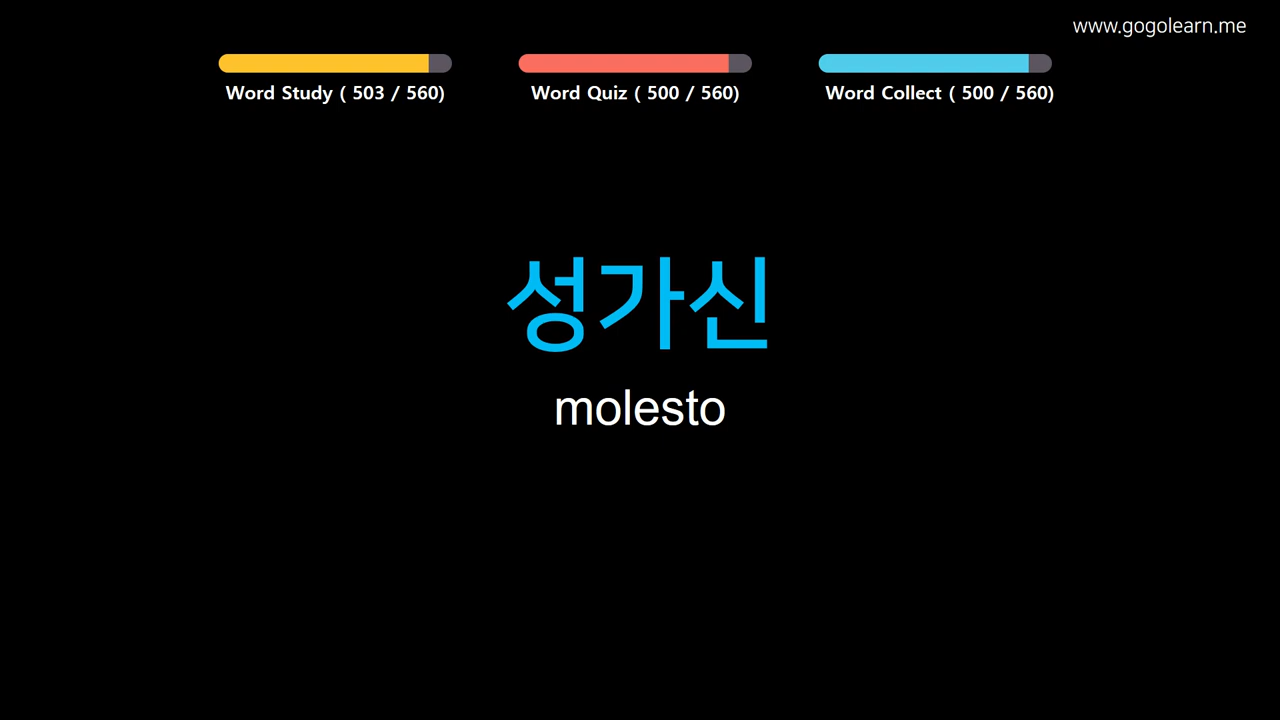 www.gogolearn.me
Word Study ( 503 / 560)
Word Quiz ( 500 / 560)
Word Collect ( 500 / 560)
성가신
molesto